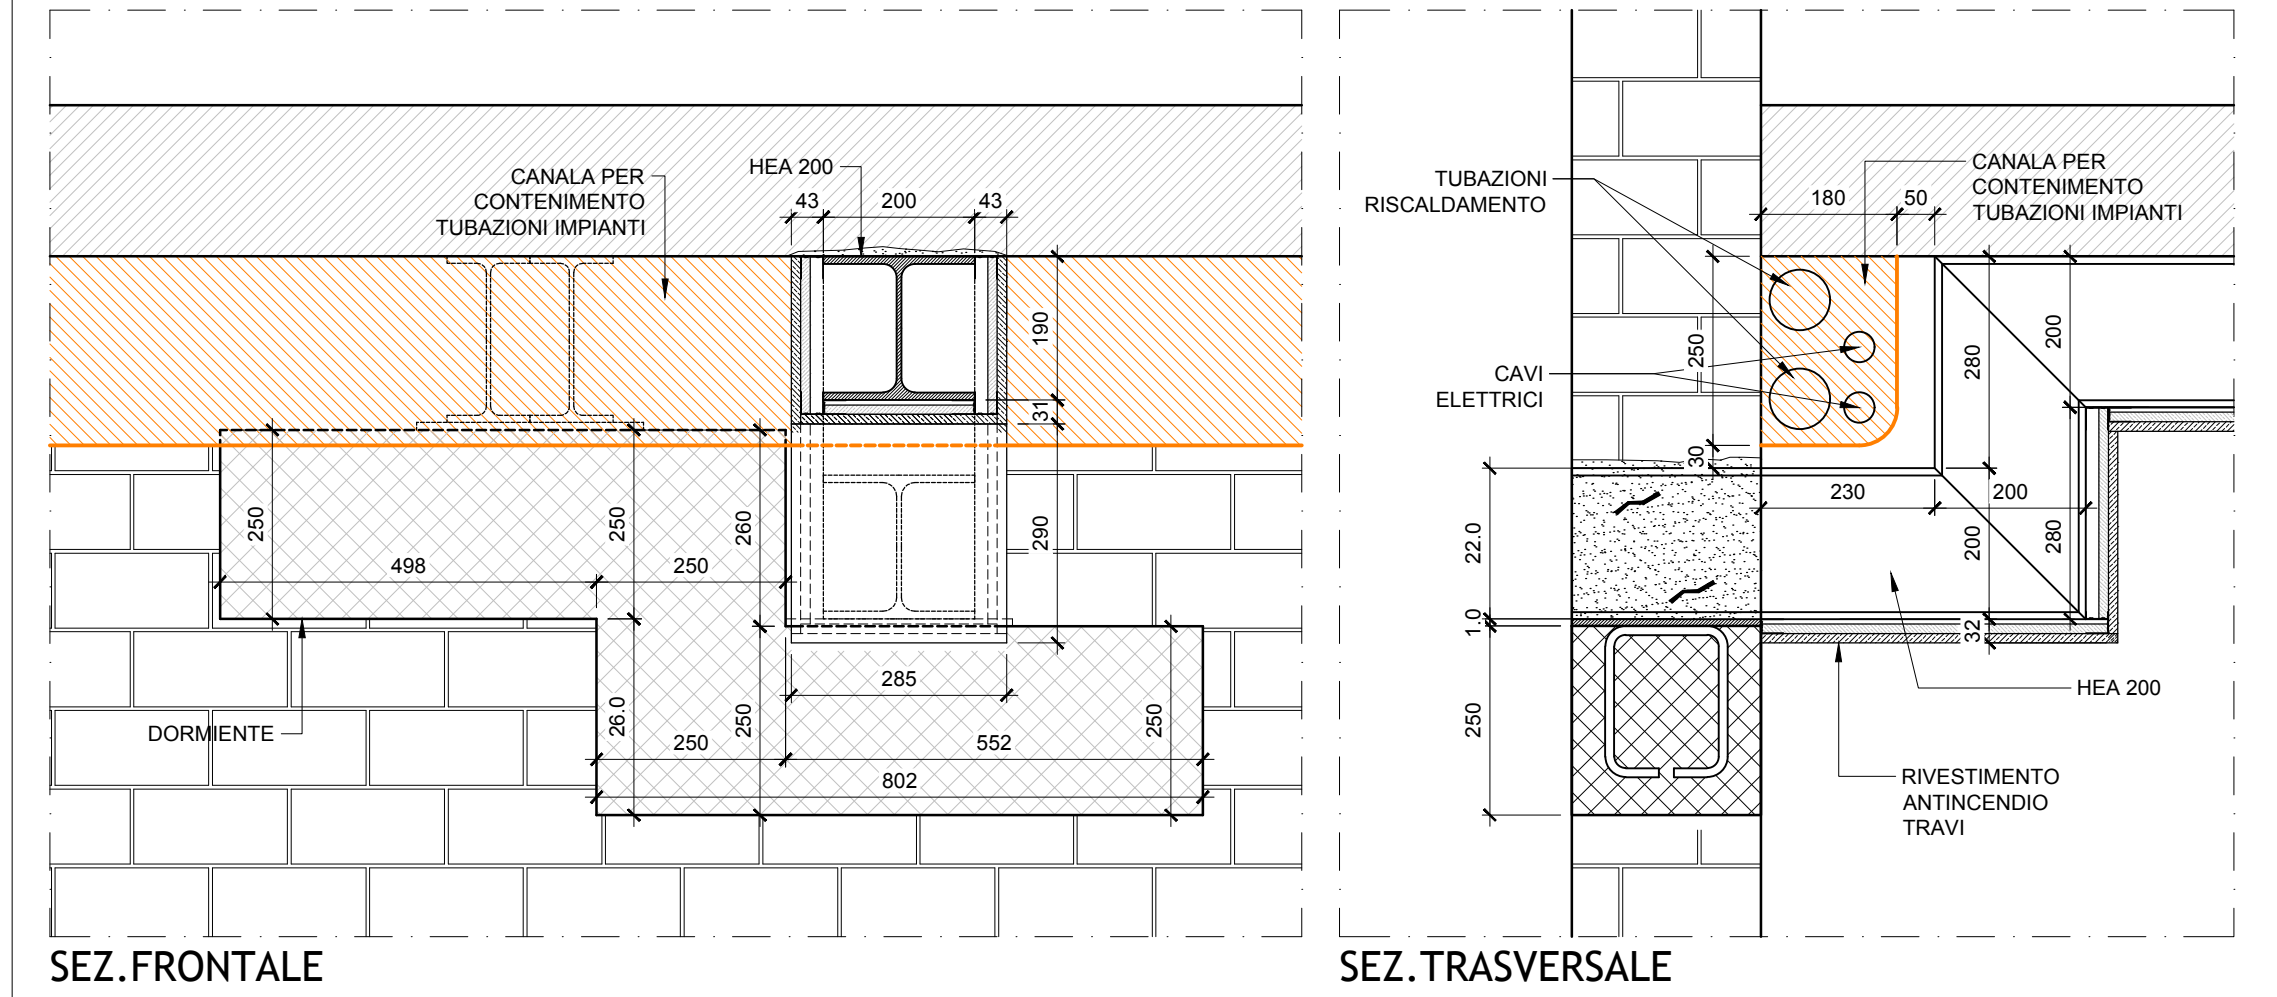 CANALA PER
CONTENIMENTO
TUBAZIONI IMPIANTI
HEA 200
43 200 43
190
31
250
250
260
290
498
250
285
DORMIENTE
26.0
250
250
250
552
802
SEZ.FRONTALE
TUBAZIONI
RISCALDAMENTO
180 50
CANALA PER
CONTENIMENTO
TUBAZIONI IMPIANTI
250
280
200
CAVI
ELETTRICI
30
230
200
22.0
200
280
1.0
32
250
HEA 200
RIVESTIMENTO
ANTINCENDIO
TRAVI
SEZ.TRASVERSALE